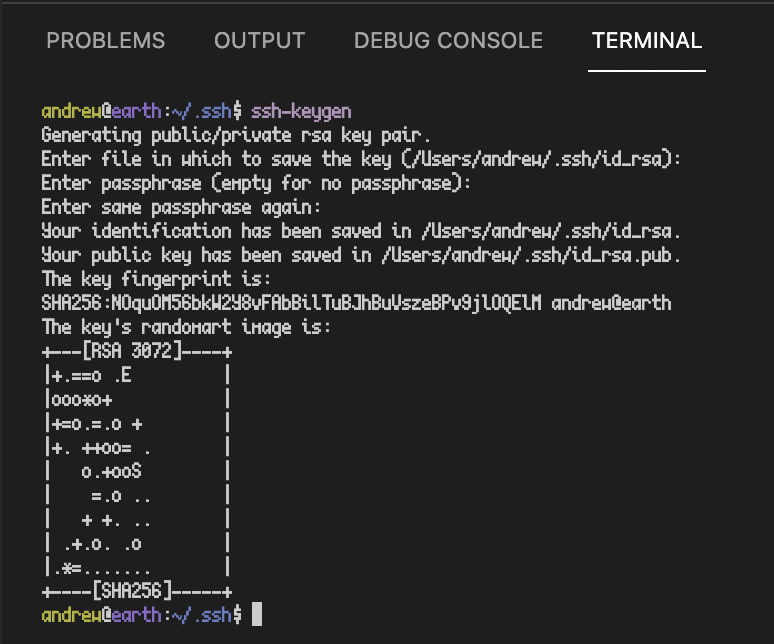 PROBLEMS OUTPUT DEBUG CONSOLE TERMINAL
andrew@earth:~/.ssh$ ssh-keygen
Generating public/private rsa key pair.
Enter file in which to save the key (/Users/andrew/.ssh/id_rsa):
Enter passphrase (empty for no passphrase):
Enter same passphrase again:
Your identification has been saved in /Users/andrew/.ssh/id_rsa.
Your public key has been saved in /Users/andrew/.ssh/id_rsa.pub.
The key fingerprint is:
SHA256:NOquOM56bkW2Y8vFAbBilTuBJhBuVszeBPv9jlOQElM andrew@earth
The key's randomart image is:
+---[RSA 3072]----+
|+.==o .E         |
|ooo*o+           |
|+=o.=.o +        |
|+. ++oo= .       |
|   o.+ooS        |
|    =.o ..       |
|   + +. ..       |
| .+.o. .o        |
|.*=.......       |
+----[SHA256]-----+
andrew@earth:~/.ssh$